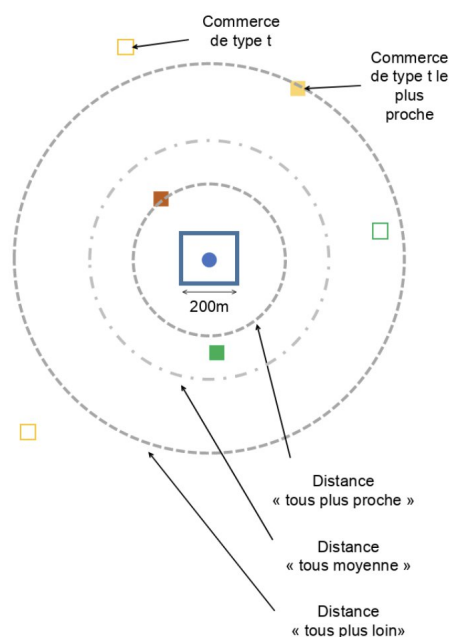 Commerce
de type t
Commerce
de type t le
plus
proche
200m
Distance
« tous plus proche »
Distance
« tous moyenne »
Distance
« tous plus loin»